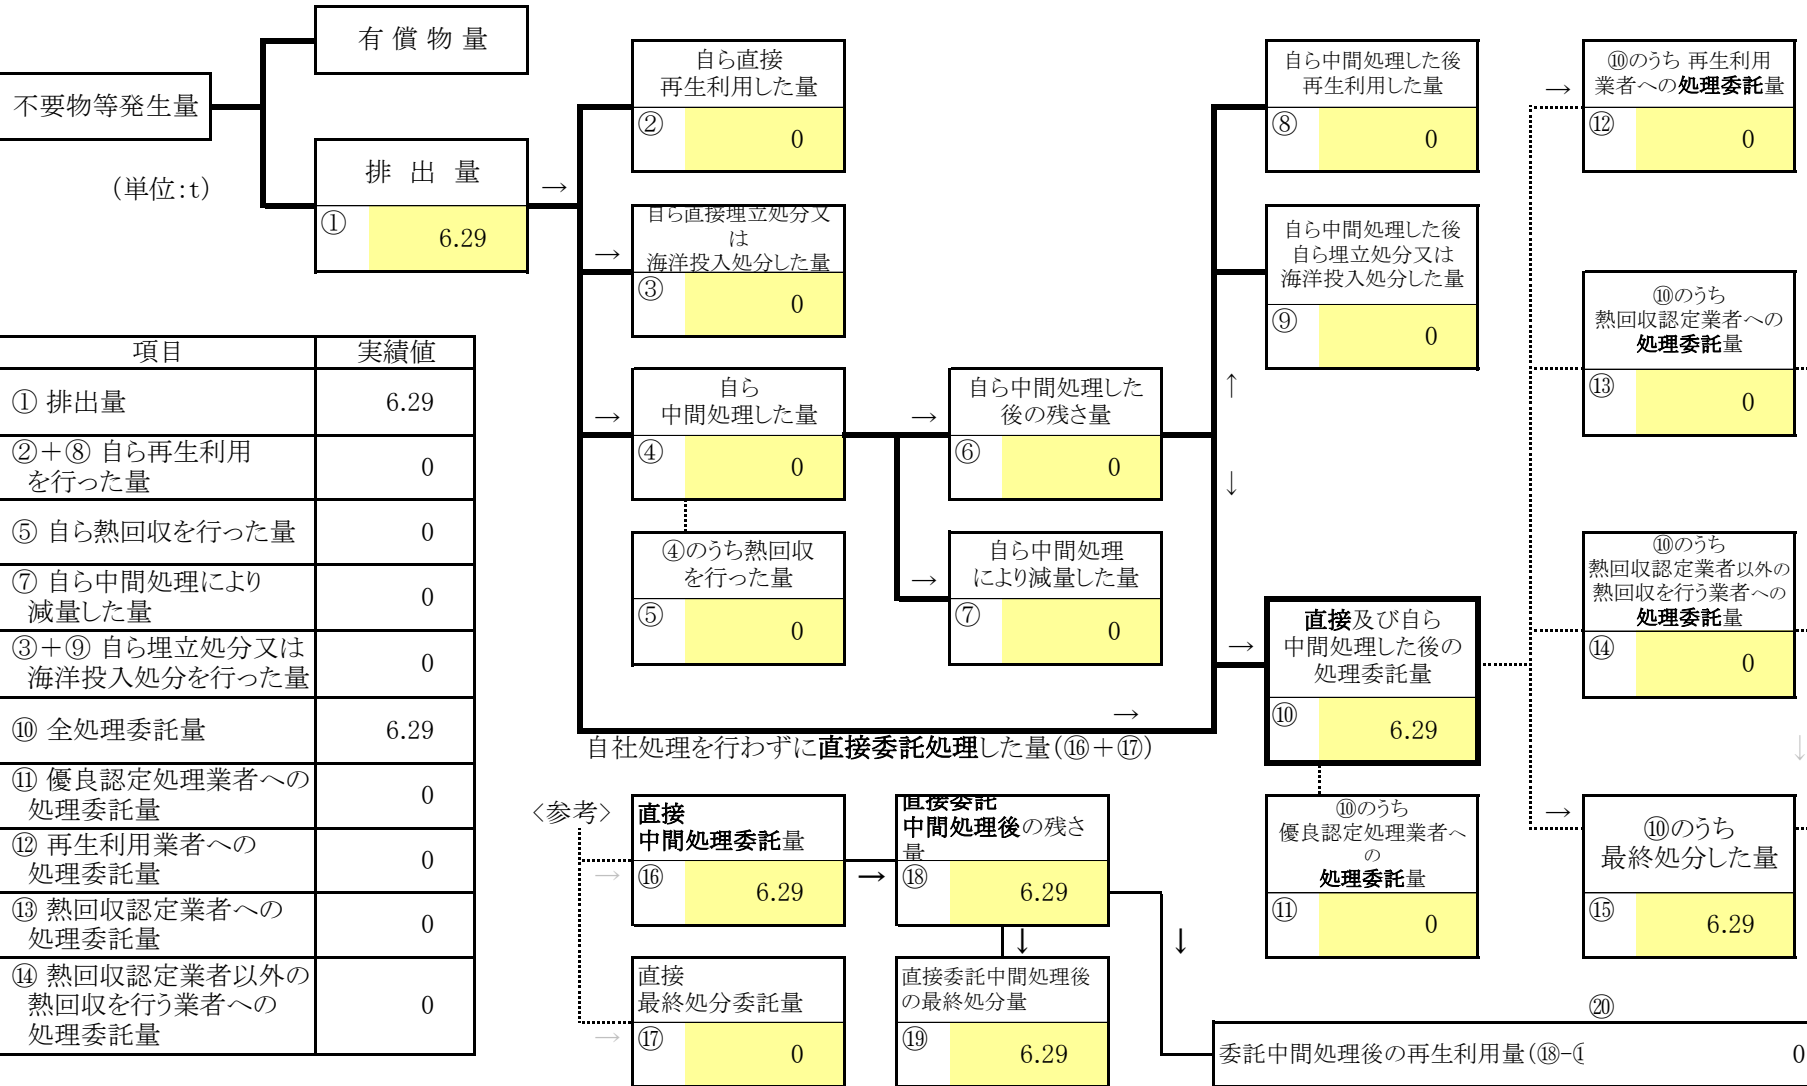 有 償 物 量
不要物等発生量
(単位:t)
排 出 量
→
①
6.29
自ら直接
再生利用した量
②
0
→
自ら直接埋立処分又
は
海洋投入処分した量
③
0
→
自ら
中間処理した量
④
0
④のうち熱回収
を行った量
⑤
0
→
自ら中間処理した
後の残さ量
⑥
0
→
自ら中間処理
により減量した量
⑦
0
自ら中間処理した後
再生利用した量
⑧
0
自ら中間処理した後
自ら埋立処分又は
海洋投入処分した量
⑨
0
↑
↓
→
直接及び自ら
中間処理した後の
処理委託量
⑩
6.29
⑩のうち
優良認定処理業者へ
の
処理委託量
⑪
0
→
⑩のうち 再生利用
業者への処理委託量
⑫
0
⑩のうち
熱回収認定業者への
処理委託量
⑬
0
⑩のうち
熱回収認定業者以外の
熱回収を行う業者への
処理委託量
⑭
0
↓
→
⑩のうち
最終処分した量
⑮
6.29
→
自社処理を行わずに直接委託処理した量(⑯+⑰)
〈参考〉
→
直接
中間処理委託量
⑯
6.29
→
直接委託
中間処理後の残さ
量
⑱
6.29
↓
↓
→
直接
最終処分委託量
⑰
0
直接委託中間処理後
の最終処分量
⑲
6.29
⑳
委託中間処理後の再生利用量(⑱-
0
項目 実績値
① 排出量 6.29
②+⑧ 自ら再生利用
を行った量 0
⑤ 自ら熱回収を行った量 0
⑦ 自ら中間処理により
減量した量 0
③+⑨ 自ら埋立処分又は
海洋投入処分を行った量 0
⑩ 全処理委託量 6.29
⑪ 優良認定処理業者への
処理委託量 0
⑫ 再生利用業者への
処理委託量 0
⑬ 熱回収認定業者への
処理委託量 0
⑭ 熱回収認定業者以外の
熱回収を行う業者への
処理委託量 0